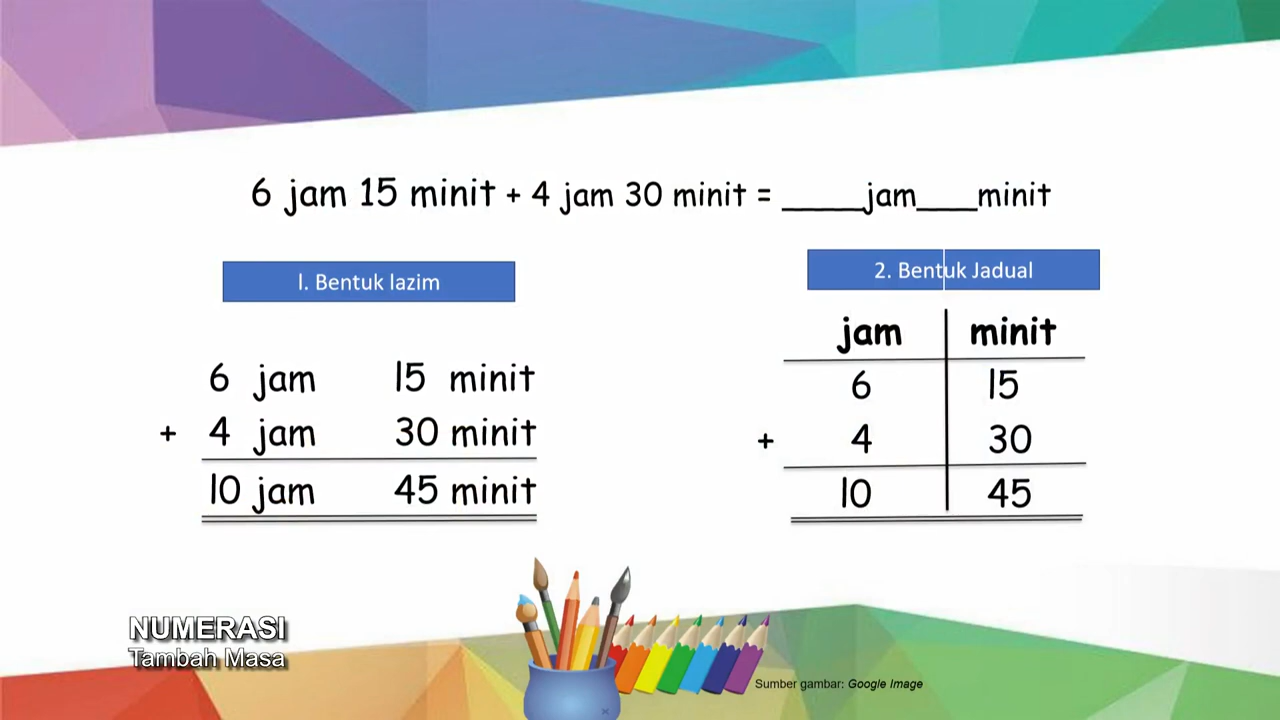 6 jam 15 minit + 4 jam 30 minit = _____jam____minit
1. Bentuk lazim
6 jam 15 minit
+ 4 jam 30 minit
10 jam 45 minit
2. Bentuk Jadual
jam minit
6 15
+ 4 30
10 45
NUMERASI
Tambah Masa
Sumber gambar: Google Image